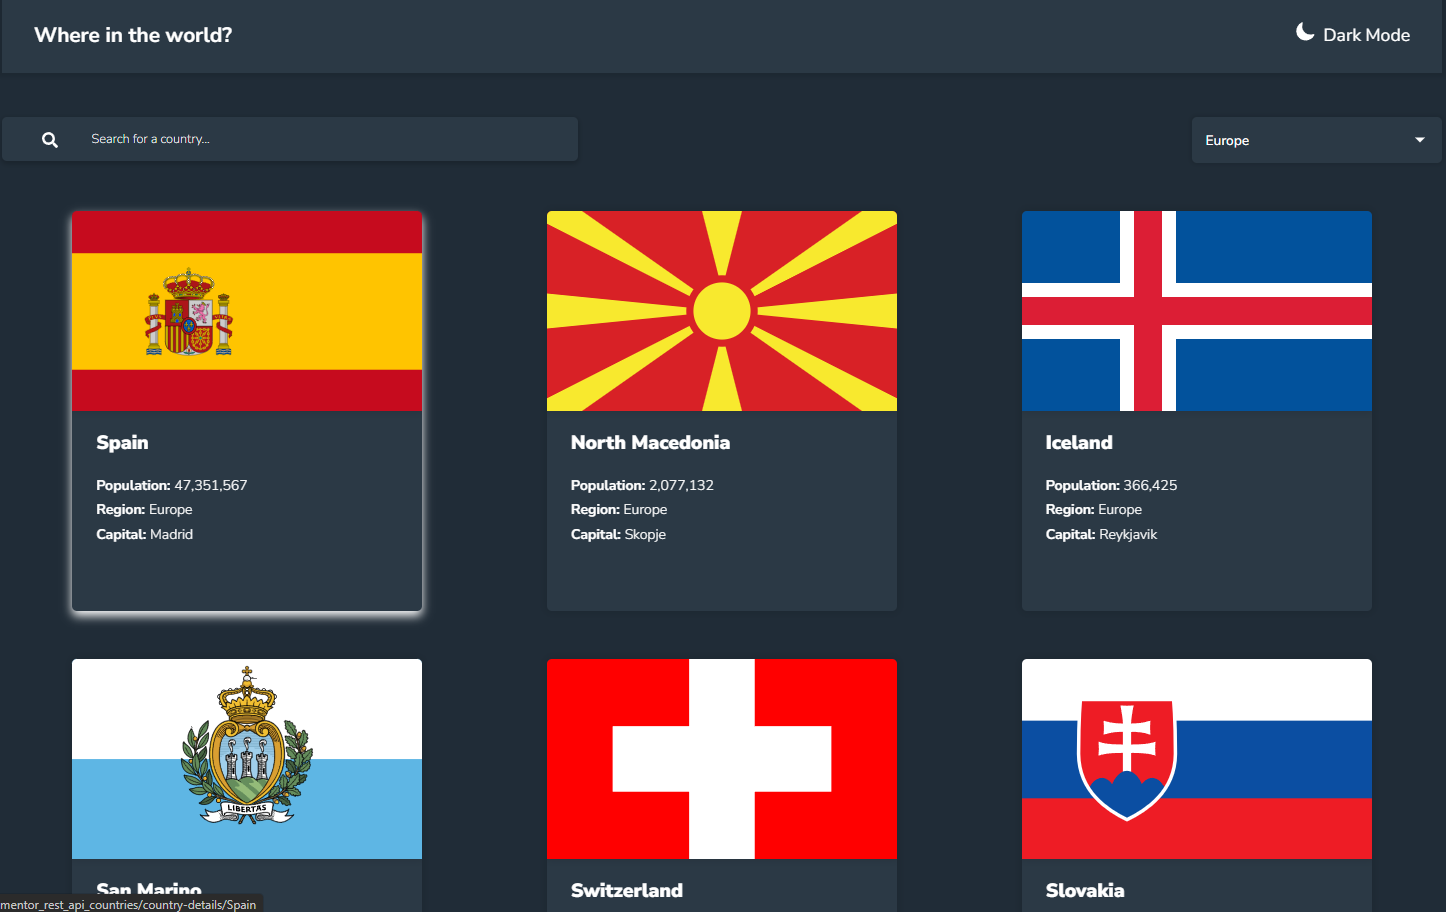 Where in the world?
Dark Mode
Search for a country...
Europe
Spain
Population: 47,351,567
Region: Europe
Capital: Madrid
North Macedonia
Population: 2,077,132
Region: Europe
Capital: Skopje
Iceland
Population: 366,425
Region: Europe
Capital: Reykjavik
LIBERTAS
San Marino
Switzerland
Slovakia
mentor_rest_api_countries/country-details/Spain